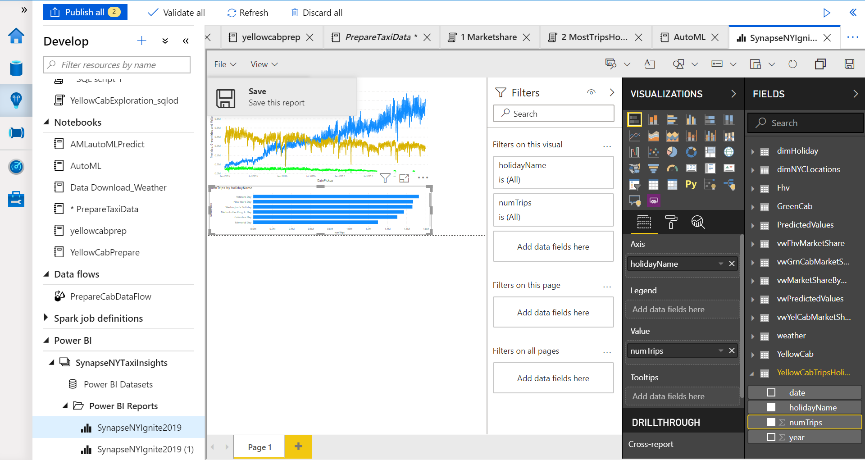 Publish all 2 Validate all Refresh Discard all
Develop
Filter resources by name
SQL script 1
YellowCabExploration_sqlod
Notebooks
AMLautoMLPredict
AutoML
Data Download_Weather
* PrepareTaxiData
yellowcabprep
YellowCabPrepare
Data flows
PrepareCabDataFlow
Spark job definitions
Power BI
SynapseNYTaxiInsights
Power BI Datasets
Power BI Reports
SynapseNYIgnite2019
SynapseNYIgnite2019 (1)
yellowcabprep PrepareTaxiData * 1 Marketshare 2 MostTripsHo... AutoML SynapseNYIgni...
File View
Save
Save this report
Page 1
Filters
Search
Filters on this visual
holidayName
is (All)
numTrips
is (All)
Add data fields here
Filters on this page
Add data fields here
Filters on all pages
Add data fields here
VISUALIZATIONS
Py
Axis
holidayName
Legend
Add data fields here
Value
numTrips
Tooltips
Add data fields here
DRILLTHROUGH
Cross-report
FIELDS
Search
dimHoliday
dimNYCLocations
Fhv
GreenCab
PredictedValues
vwFhvMarketShare
vwGrnCabMarketS...
vwMarketShareBy...
vwPredictedValues
vwYelCabMarketSh...
weather
YellowCab
YellowCabTripsHoli...
date
holidayName
Σ numTrips
Σ year